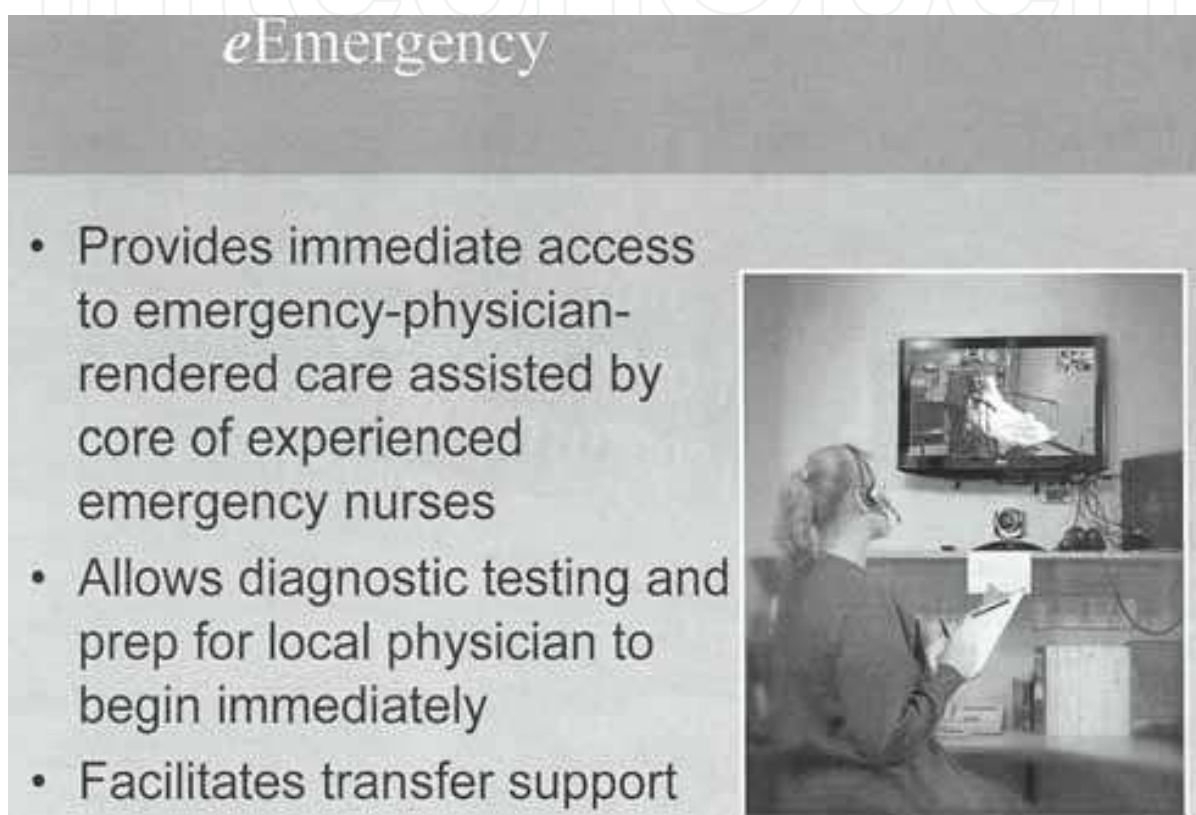 eEmergency
• Provides immediate access
to emergency-physician-
rendered care assisted by
core of experienced
emergency nurses
• Allows diagnostic testing and
prep for local physician to
begin immediately
• Facilitates transfer support